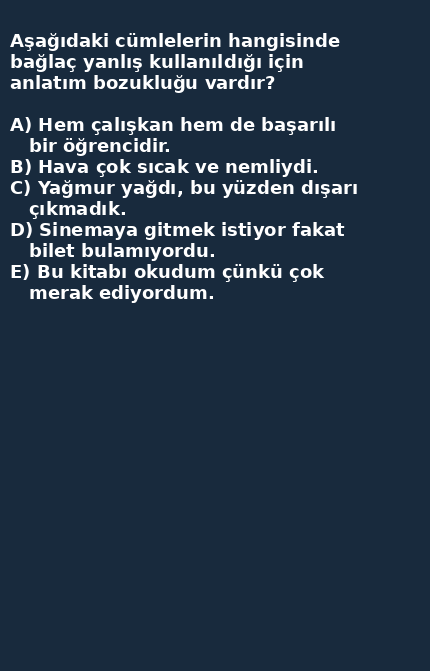 Aşağıdaki cümlelerin hangisinde
bağlaç yanlış kullanıldığı için
anlatım bozukluğu vardır?
A) Hem çalışkan hem de başarılı
bir öğrencidir.
B) Hava çok sıcak ve nemliydi.
C) Yağmur yağdı, bu yüzden dışarı
çıkmadık.
D) Sinemaya gitmek istiyor fakat
bilet bulamıyordu.
E) Bu kitabı okudum çünkü çok
merak ediyordum.